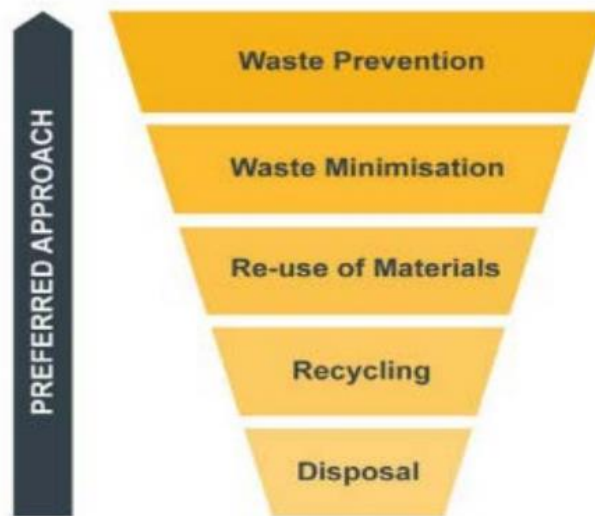 PREFERRED APPROACH
Waste Prevention
Waste Minimisation
Re-use of Materials
Recycling
Disposal